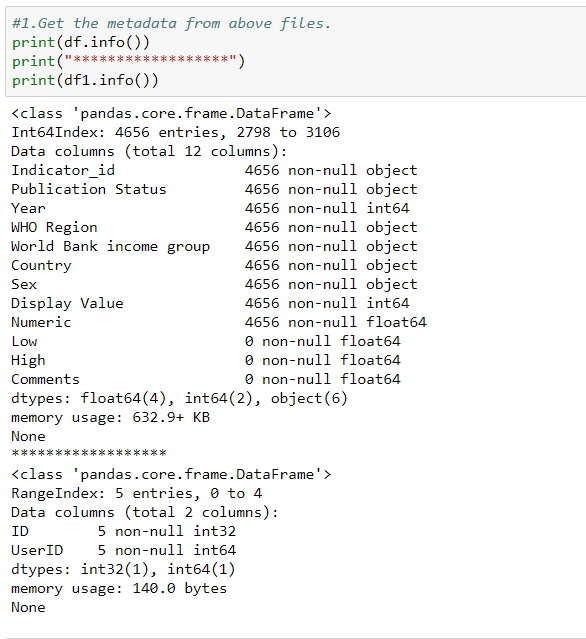 #1.Get the metadata from above files.
print(df.info())
print("******************")
print(df1.info())
<class 'pandas.core.frame.DataFrame'>
Int64Index: 4656 entries, 2798 to 3106
Data columns (total 12 columns):
Indicator_id               4656 non-null object
Publication Status         4656 non-null object
Year                       4656 non-null int64
WHO Region                 4656 non-null object
World Bank income group    4656 non-null object
Country                    4656 non-null object
Sex                        4656 non-null object
Display Value              4656 non-null int64
Numeric                    4656 non-null float64
Low                        0 non-null float64
High                       0 non-null float64
Comments                   0 non-null float64
dtypes: float64(4), int64(2), object(6)
memory usage: 632.9+ KB
None
******************
<class 'pandas.core.frame.DataFrame'>
RangeIndex: 5 entries, 0 to 4
Data columns (total 2 columns):
ID        5 non-null int32
UserID    5 non-null int64
dtypes: int32(1), int64(1)
memory usage: 140.0 bytes
None